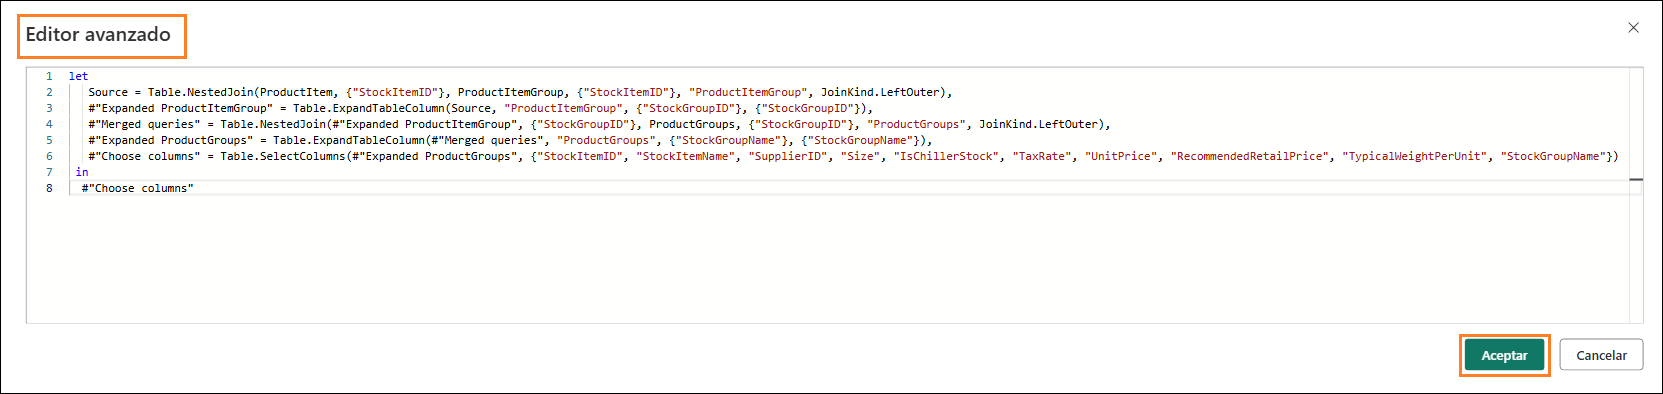 Editor avanzado
1 let
2 Source = Table.NestedJoin(ProductItem, {"StockItemID"}, ProductItemGroup, {"StockItemID"}, "ProductItemGroup", JoinKind.LeftOuter),
3 #"Expanded ProductItemGroup" = Table.ExpandTableColumn(Source, "ProductItemGroup", {"StockGroupID"}, {"StockGroupID"}),
4 #"Merged queries" = Table.NestedJoin(#"Expanded ProductItemGroup", {"StockGroupID"}, ProductGroups, {"StockGroupID"}, "ProductGroups", JoinKind.LeftOuter),
5 #"Expanded ProductGroups" = Table.ExpandTableColumn(#"Merged queries", "ProductGroups", {"StockGroupName"}, {"StockGroupName"}),
6 #"Choose columns" = Table.SelectColumns(#"Expanded ProductGroups", {"StockItemID", "StockItemName", "SupplierID", "Size", "IsChillerStock", "TaxRate", "UnitPrice", "RecommendedRetailPrice", "TypicalWeightPerUnit", "StockGroupName"})
7 in
8 #"Choose columns"
Aceptar Cancelar